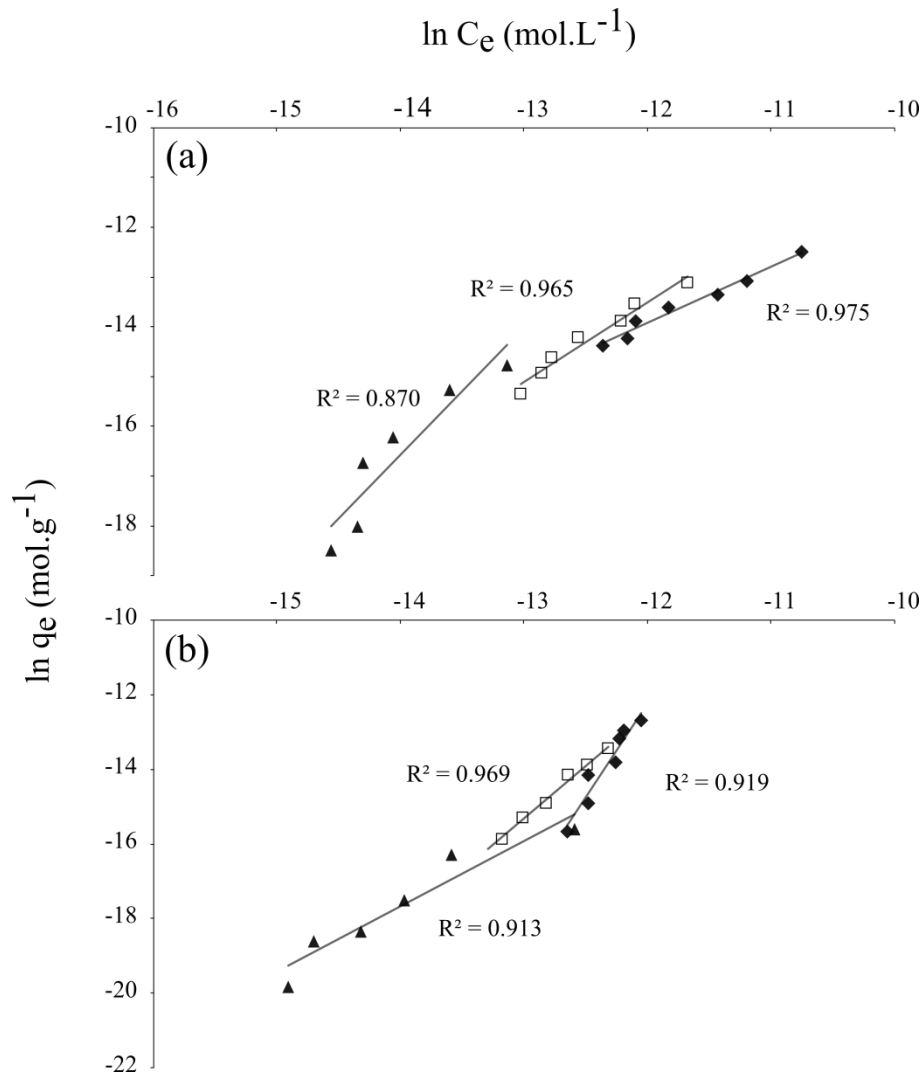 ln Cₑ (mol.L⁻¹)
-16 -15 -14 -13 -12 -11 -10
-10
(a)
-12
R² = 0.965
R² = 0.975
-14
R² = 0.870
-16
-18
ln qₑ (mol.g⁻¹)
-15 -14 -13 -12 -11 -10
-10
(b)
-12
R² = 0.969
R² = 0.919
-14
-16
R² = 0.913
-18
-20
-22